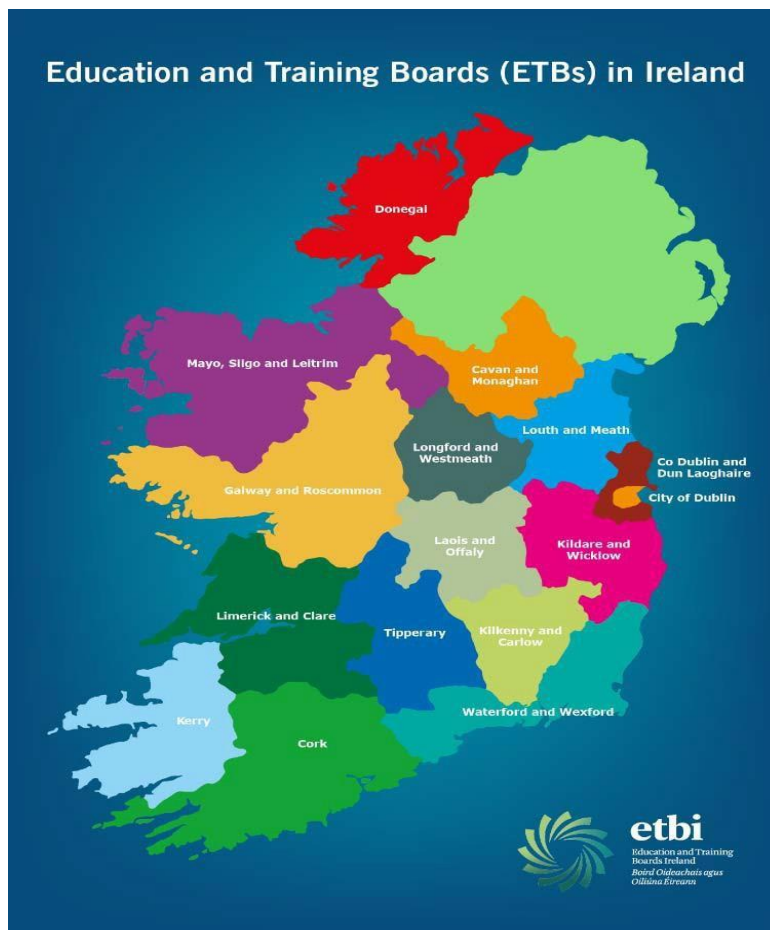 Education and Training Boards (ETBs) in Ireland
Donegal
Mayo, Sligo and Leitrim
Cavan and
Monaghan
Louth and Meath
Longford and
Westmeath
Co Dublin and
Dun Laoghaire
City of Dublin
Galway and Roscommon
Laois and
Offaly
Kildare and
Wicklow
Limerick and Clare
Tipperary
Kilkenny and
Carlow
Waterford and Wexford
Kerry
Cork
etbi
Education and Training
Boards Ireland
Boird Oideachais agus
Oiliúna Éireann